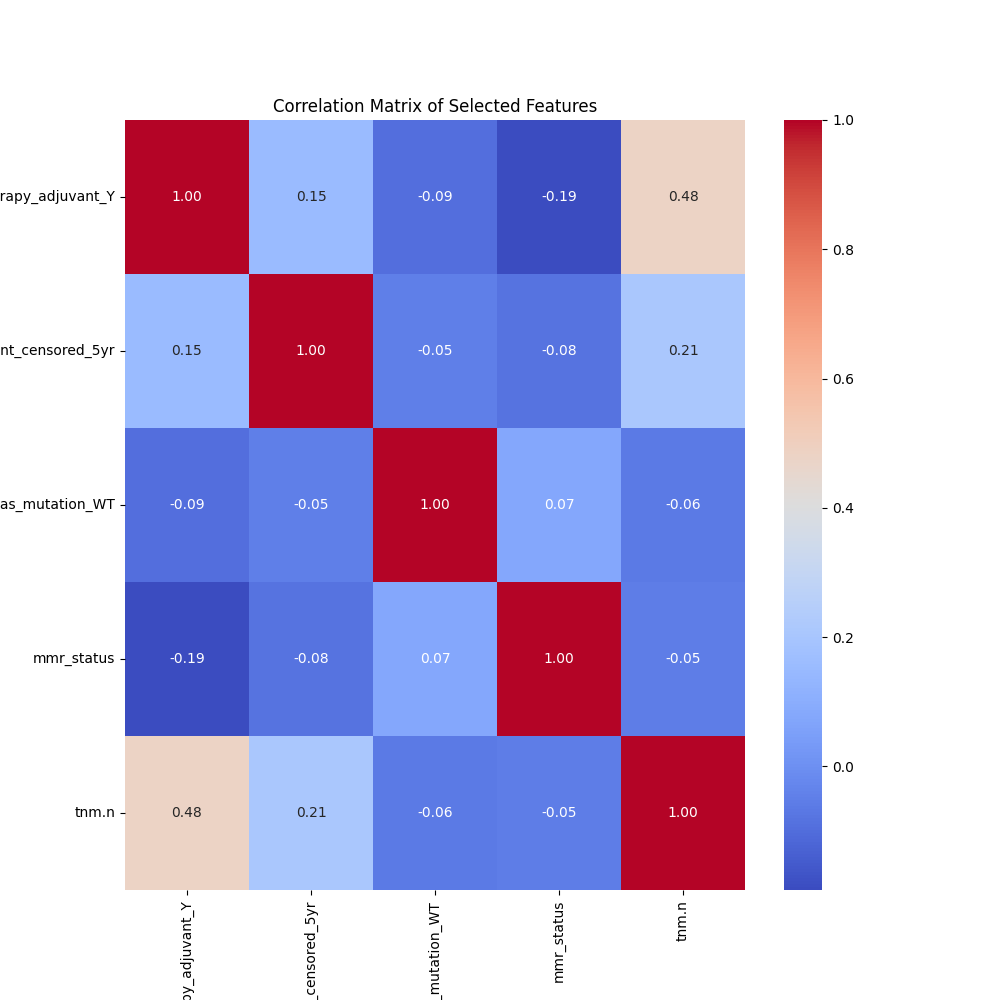 Correlation Matrix of Selected Features
1.0
rapy_adjuvant_Y 1.00 0.15 -0.09 -0.19 0.48
0.8
nt_censored_5yr 0.15 1.00 -0.05 -0.08 0.21
0.6
as_mutation_WT -0.09 -0.05 1.00 0.07 -0.06
0.4
mmr_status -0.19 -0.08 0.07 1.00 -0.05
0.2
0.0
tnm.n 0.48 0.21 -0.06 -0.05 1.00
py_adjuvant_Y
_censored_5yr
_mutation_WT
mmr_status
tnm.n